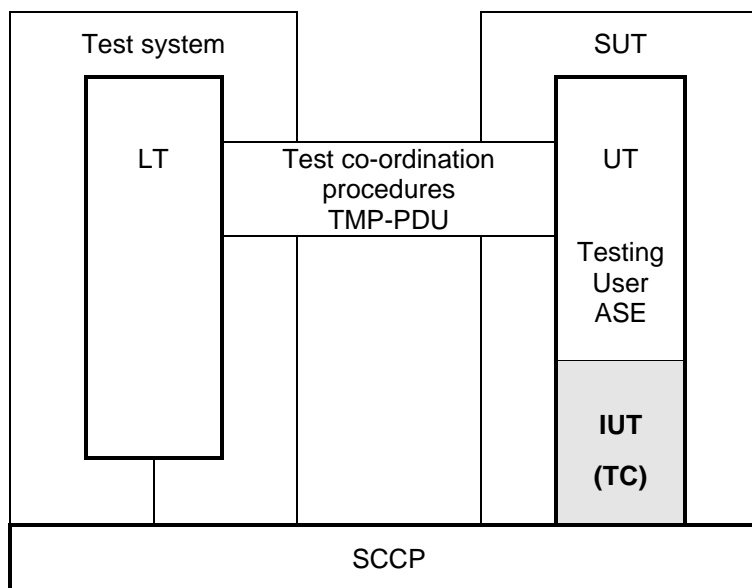 Test system
SUT
LT
Test co-ordination
procedures
TMP-PDU
UT
Testing
User
ASE
IUT
(TC)
SCCP